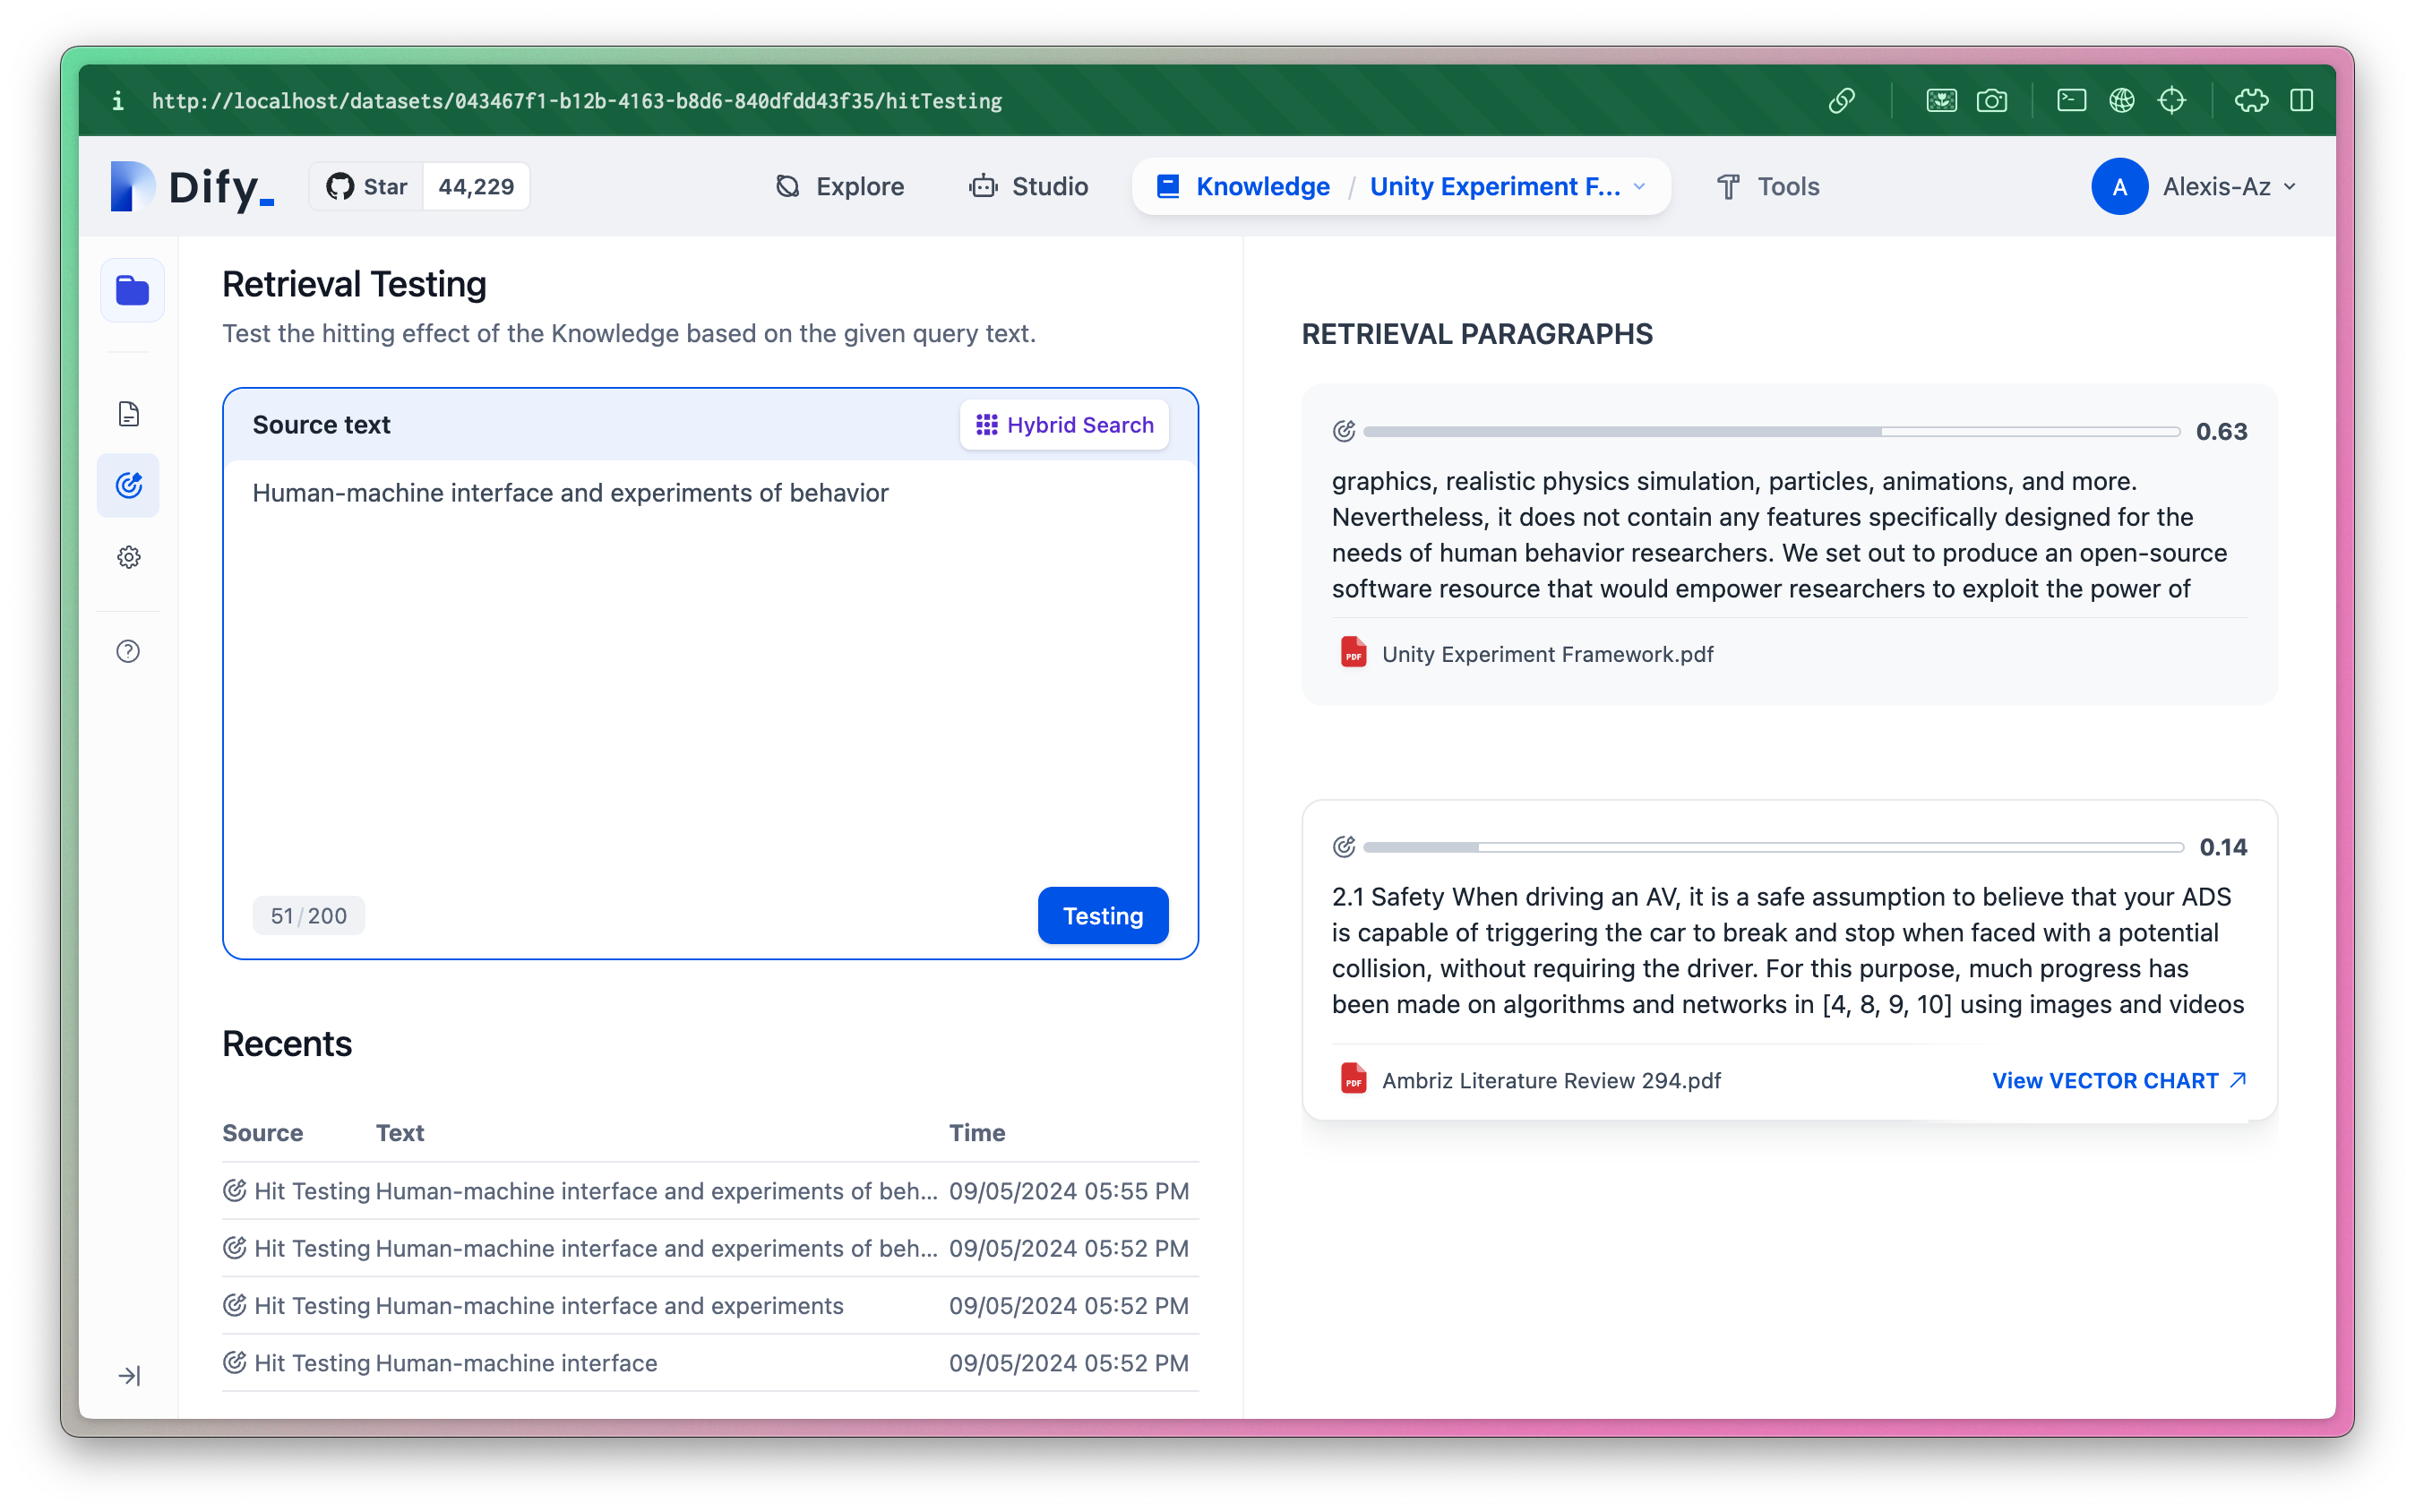 http://localhost/datasets/043467f1-b12b-4163-b8d6-840dfdd43f35/hitTesting
Dify_
Star 44,229
Explore
Studio
Knowledge / Unity Experiment F...
Tools
A Alexis-Az
Retrieval Testing
Test the hitting effect of the Knowledge based on the given query text.
Source text
Hybrid Search
Human-machine interface and experiments of behavior
51/200
Testing
Recents
Source Text Time
Hit Testing Human-machine interface and experiments of beh... 09/05/2024 05:55 PM
Hit Testing Human-machine interface and experiments of beh... 09/05/2024 05:52 PM
Hit Testing Human-machine interface and experiments 09/05/2024 05:52 PM
Hit Testing Human-machine interface 09/05/2024 05:52 PM
RETRIEVAL PARAGRAPHS
0.63
graphics, realistic physics simulation, particles, animations, and more.
Nevertheless, it does not contain any features specifically designed for the
needs of human behavior researchers. We set out to produce an open-source
software resource that would empower researchers to exploit the power of
PDF Unity Experiment Framework.pdf
0.14
2.1 Safety When driving an AV, it is a safe assumption to believe that your ADS
is capable of triggering the car to break and stop when faced with a potential
collision, without requiring the driver. For this purpose, much progress has
been made on algorithms and networks in [4, 8, 9, 10] using images and videos
PDF Ambriz Literature Review 294.pdf
View VECTOR CHART